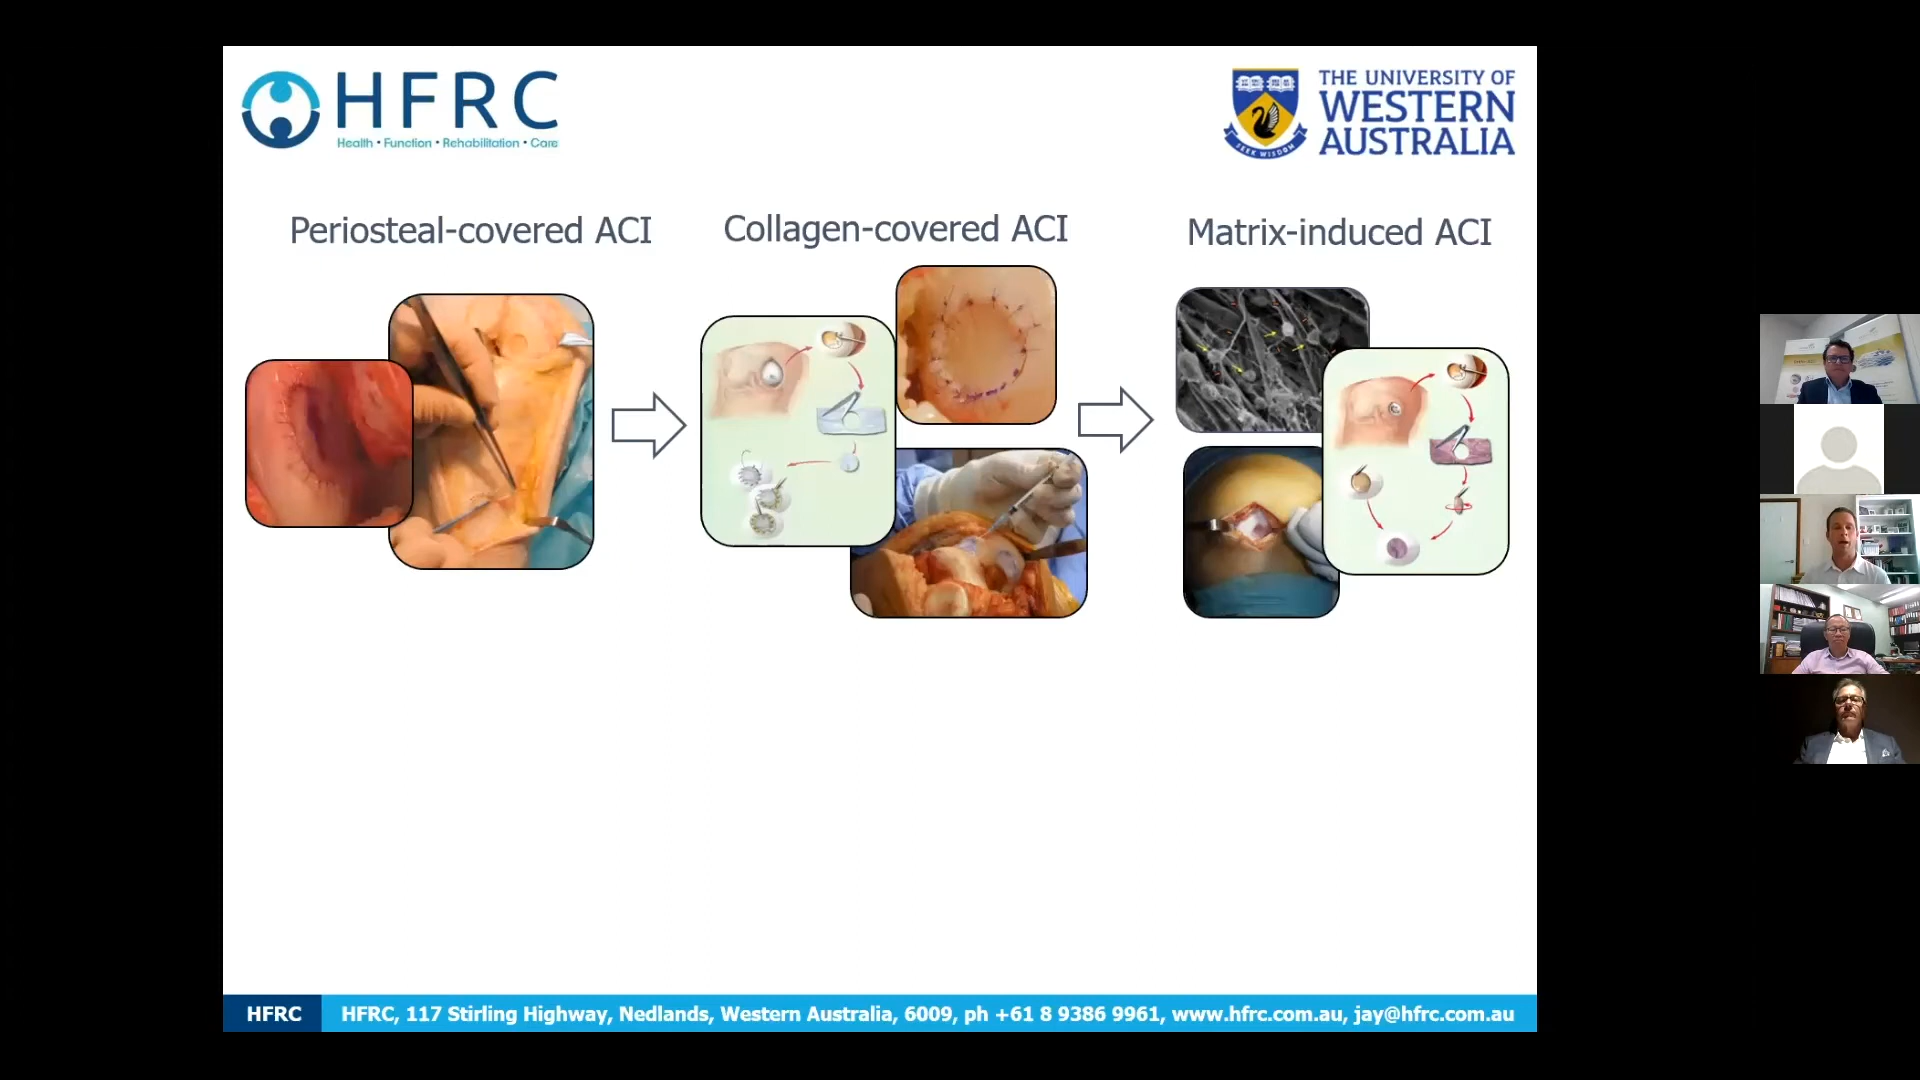 HFRC
Health • Function • Rehabilitation • Care
SEEK WISDOM
THE UNIVERSITY OF
WESTERN
AUSTRALIA
Periosteal-covered ACI
Collagen-covered ACI
Matrix-induced ACI
HFRC
HFRC, 117 Stirling Highway, Nedlands, Western Australia, 6009, ph +61 8 9386 9961, www.hfrc.com.au, jay@hfrc.com.au